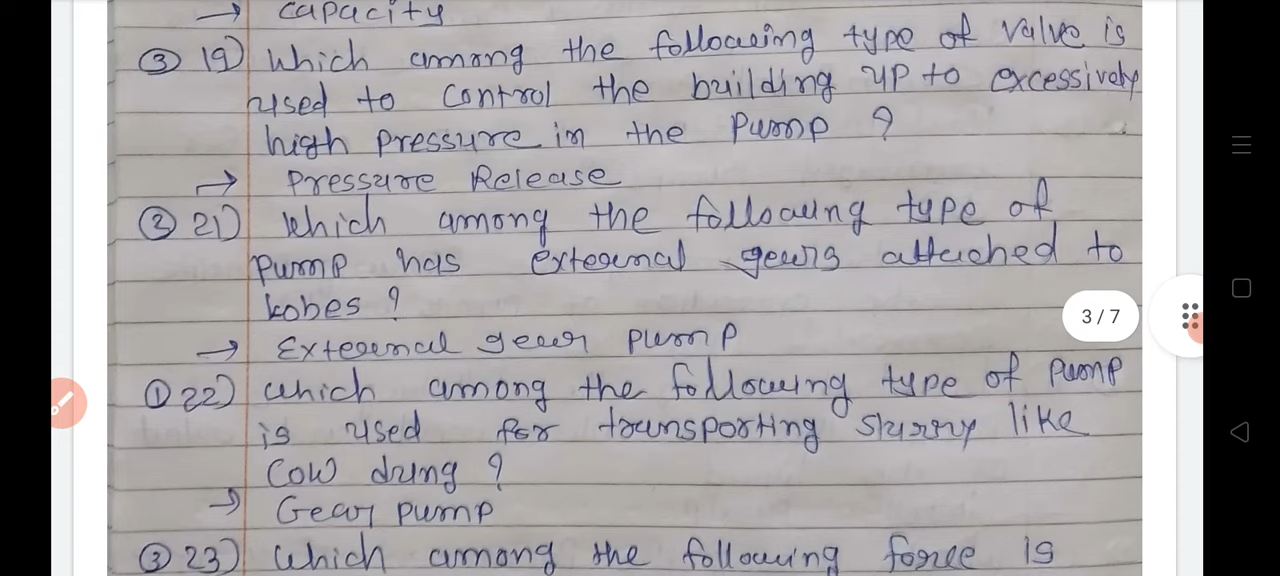 → capacity
③ 19) Which among the following type of valve is
used to control the building up to excessively
high pressure in the pump ?
→ Pressure Release
② 21) Which among the following type of
pump has external gears attached to
kobes ?
→ External gear pump
3 / 7
① 22) Which among the following type of pump
is used for transporting slurry like
Cow drung ?
→ Gear pump
③ 23) Which among the following force is